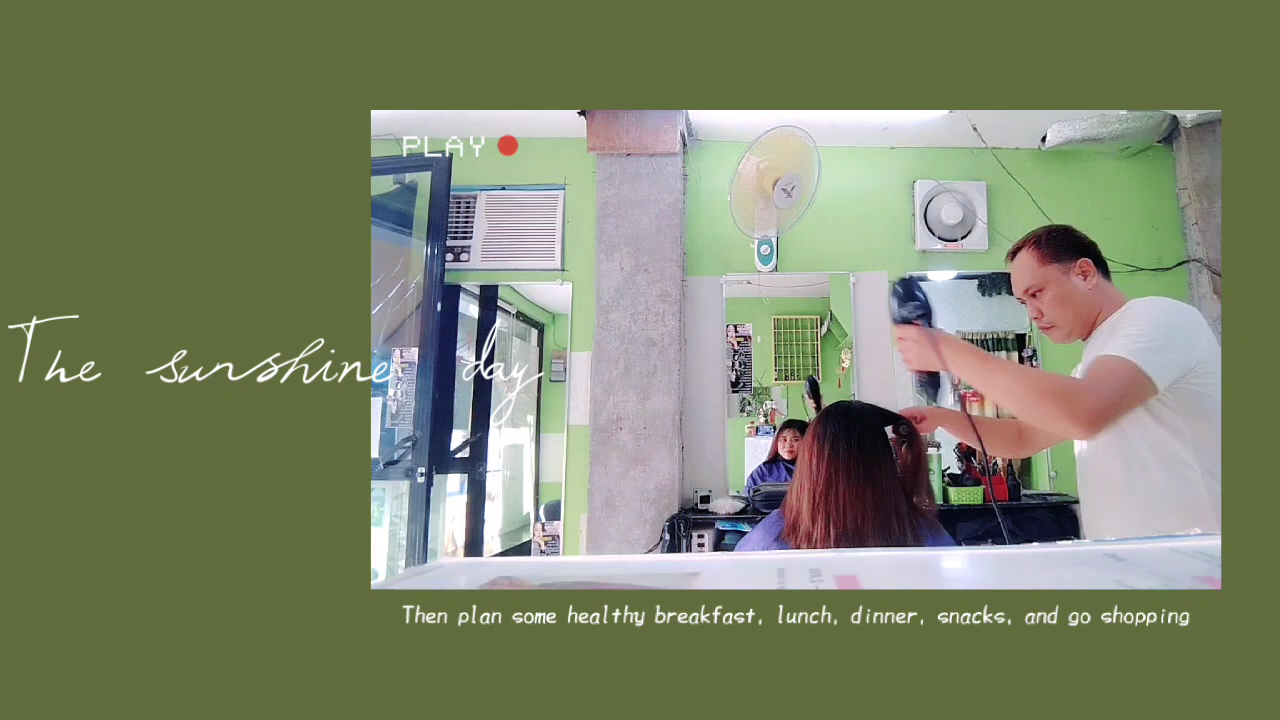 PLAY
The sunshine day
Then plan some healthy breakfast, lunch, dinner, snacks, and go shopping